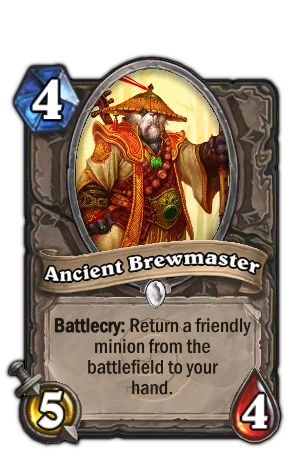 4
Ancient Brewmaster
Battlecry: Return a friendly
minion from the
battlefield to your
hand.
5
4